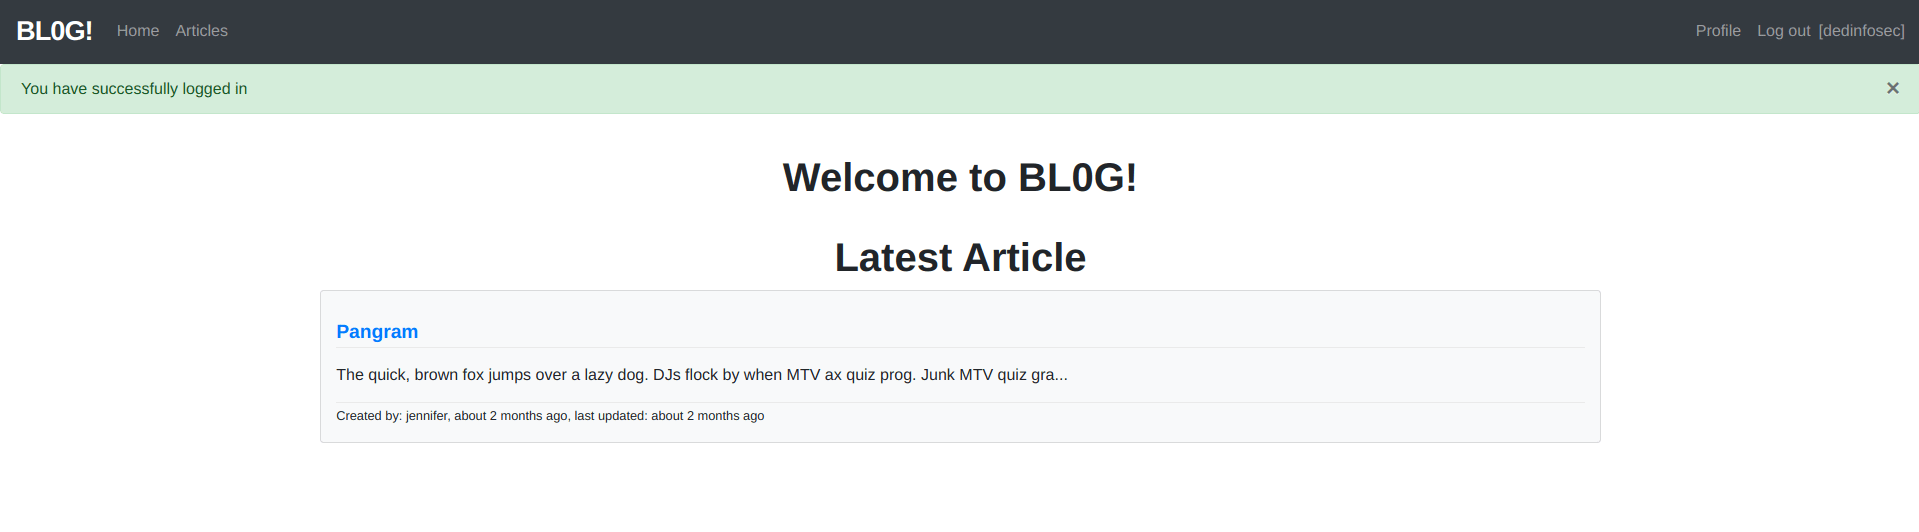 BL0G! Home Articles Profile Log out [dedinfosec]
You have successfully logged in ×
Welcome to BL0G!
Latest Article
Pangram
The quick, brown fox jumps over a lazy dog. DJs flock by when MTV ax quiz prog. Junk MTV quiz gra...
Created by: jennifer, about 2 months ago, last updated: about 2 months ago